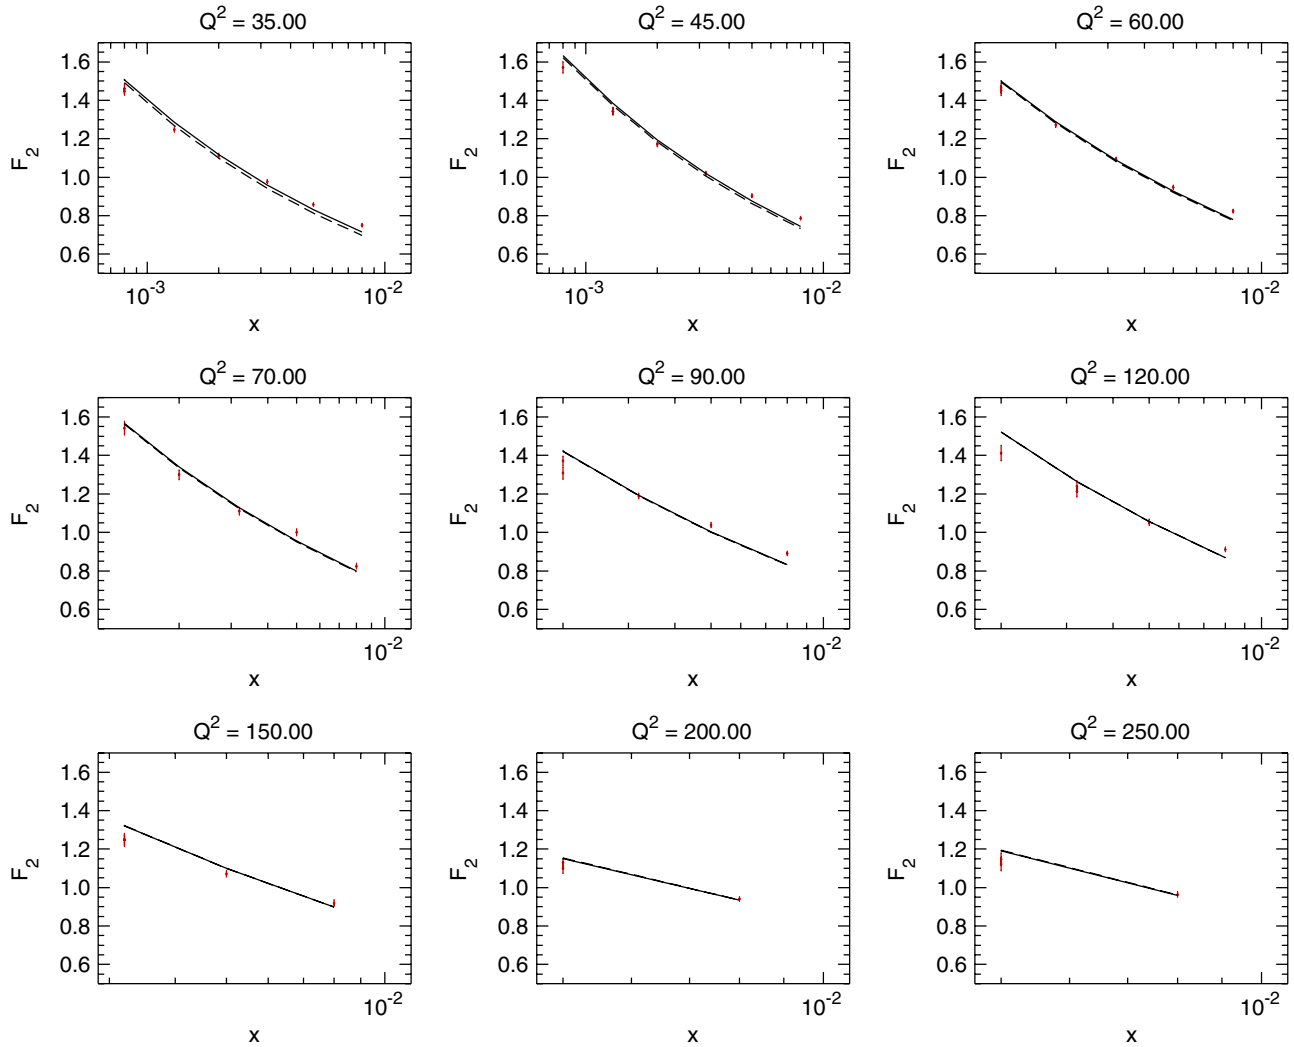 Q² = 35.00 Q² = 45.00 Q² = 60.00
1.6 1.6 1.6
1.4 1.4 1.4
1.2 1.2 1.2
F₂ 1.0 F₂ 1.0 F₂ 1.0
0.8 0.8 0.8
0.6 0.6 0.6
10⁻³ 10⁻² 10⁻³ 10⁻² 10⁻²
x x x
Q² = 70.00 Q² = 90.00 Q² = 120.00
1.6 1.6 1.6
1.4 1.4 1.4
1.2 1.2 1.2
F₂ 1.0 F₂ 1.0 F₂ 1.0
0.8 0.8 0.8
0.6 0.6 0.6
10⁻² 10⁻² 10⁻²
x x x
Q² = 150.00 Q² = 200.00 Q² = 250.00
1.6 1.6 1.6
1.4 1.4 1.4
1.2 1.2 1.2
F₂ 1.0 F₂ 1.0 F₂ 1.0
0.8 0.8 0.8
0.6 0.6 0.6
10⁻² 10⁻² 10⁻²
x x x